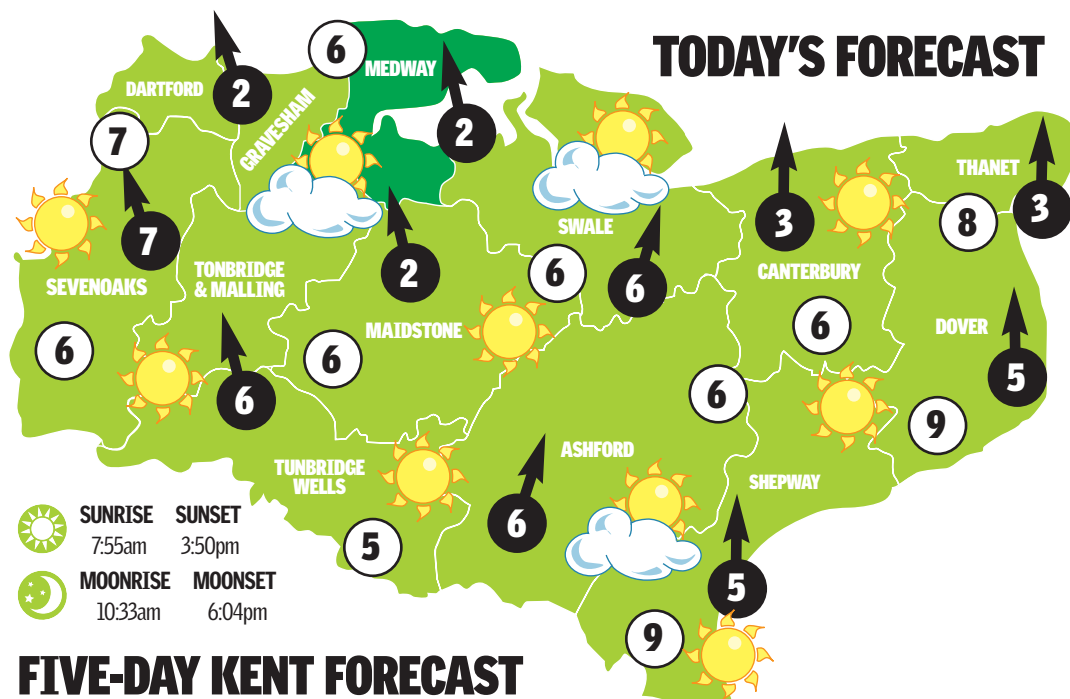 TODAY'S FORECAST
6
MEDWAY
DARTFORD
2
GRAVESHAM
2
7
THANET
3
3
8
7
SWALE
SEVENOAKS
TONBRIDGE
& MALLING
2
6
6
CANTERBURY
6
MAIDSTONE
DOVER
6
6
5
6
6
9
TUNBRIDGE
WELLS
ASHFORD
SHEPWAY
6
5
5
9
SUNRISE SUNSET
7:55am 3:50pm
MOONRISE MOONSET
10:33am 6:04pm
FIVE-DAY KENT FORECAST